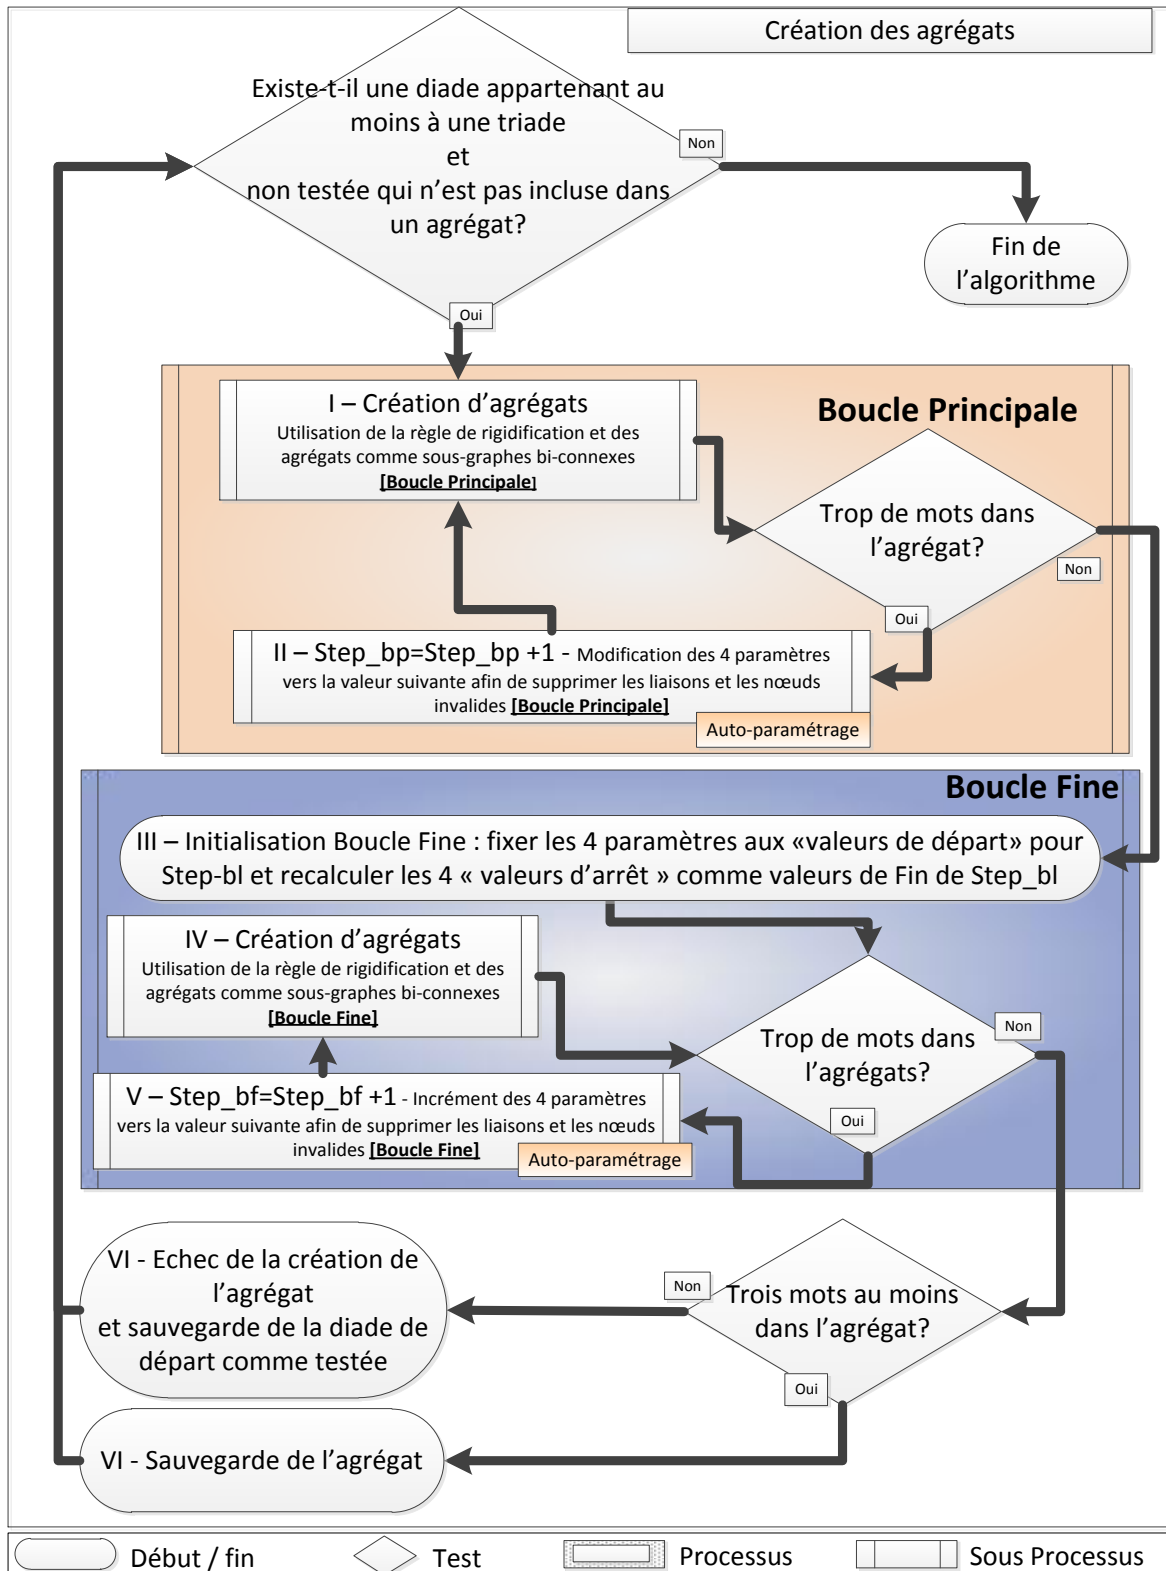 Création des agrégats
Existe-t-il une diade appartenant au
moins à une triade
et
non testée qui n’est pas incluse dans
un agrégat?
Non
Fin de
l’algorithme
Oui
Boucle Principale
I – Création d’agrégats
Utilisation de la règle de rigidification et des
agrégats comme sous-graphes bi-connexes
[Boucle Principale]
Trop de mots dans
l’agrégat?
Non
Oui
II – Step_bp=Step_bp +1 - Modification des 4 paramètres
vers la valeur suivante afin de supprimer les liaisons et les nœuds
invalides [Boucle Principale]
Auto-paramétrage
Boucle Fine
III – Initialisation Boucle Fine : fixer les 4 paramètres aux «valeurs de départ» pour
Step-bl et recalculer les 4 « valeurs d’arrêt » comme valeurs de Fin de Step_bl
IV – Création d’agrégats
Utilisation de la règle de rigidification et des
agrégats comme sous-graphes bi-connexes
[Boucle Fine]
Trop de mots dans
l’agrégats?
Non
Oui
V – Step_bf=Step_bf +1 - Incrément des 4 paramètres
vers la valeur suivante afin de supprimer les liaisons et les nœuds
invalides [Boucle Fine]
Auto-paramétrage
VI - Echec de la création de
l’agrégat
et sauvegarde de la diade de
départ comme testée
Non
Trois mots au moins
dans l’agrégat?
Oui
VI - Sauvegarde de l’agrégat
Début / fin
Test
Processus
Sous Processus